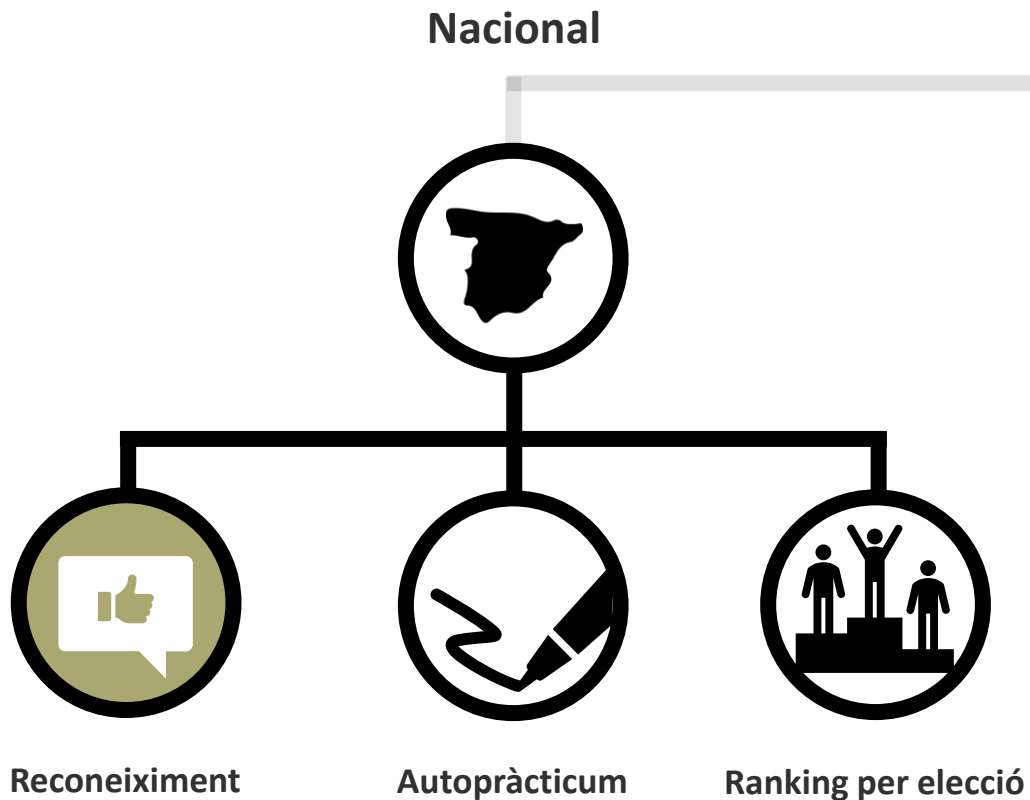 Nacional
Reconeiximent
Autopràcticum
Ranking per elecció